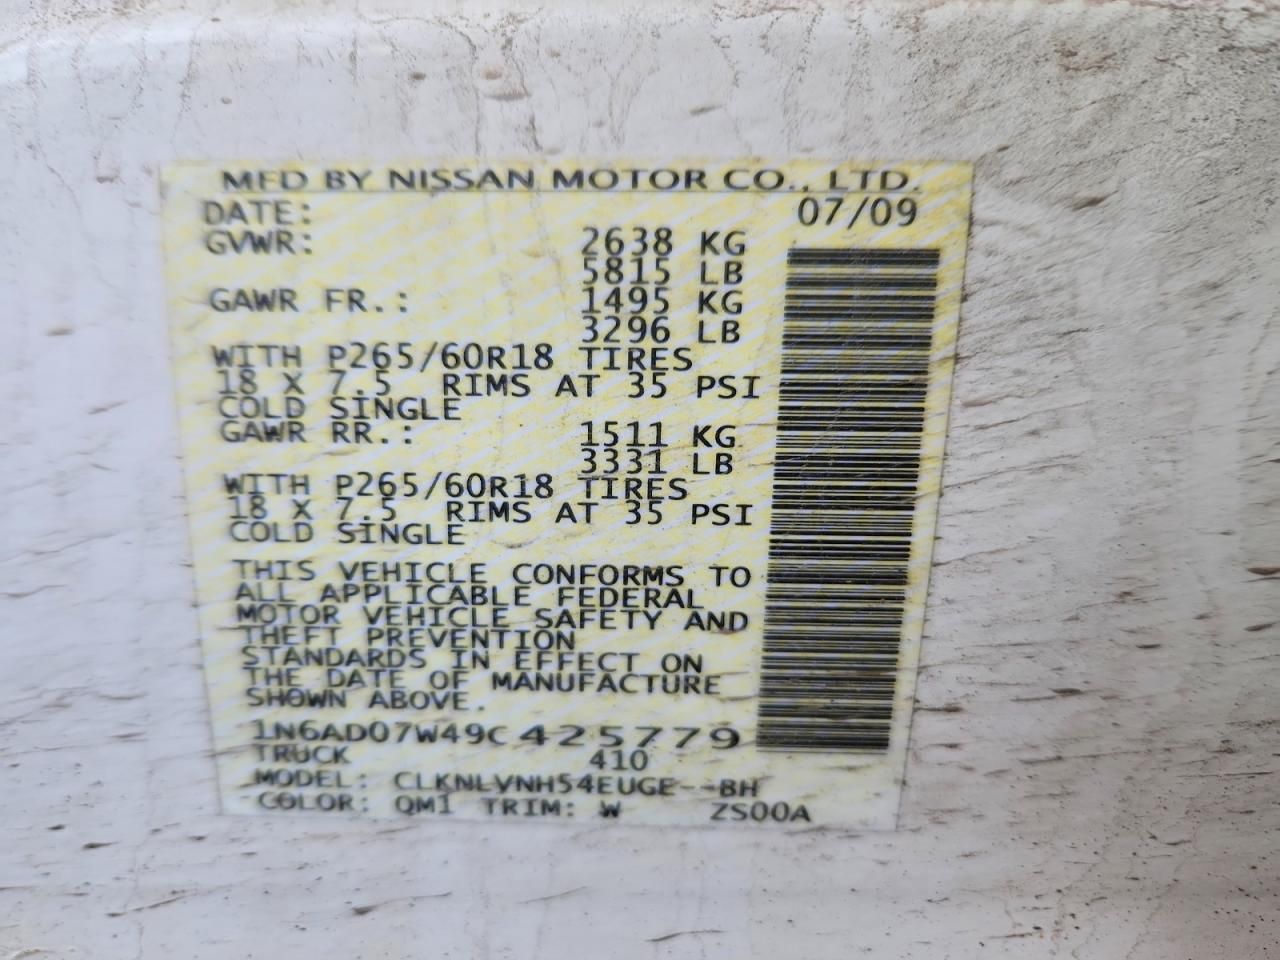 MFD BY NISSAN MOTOR CO., LTD.
DATE: 07/09
GVWR: 2638 KG
5815 LB
GAWR FR.: 1495 KG
3296 LB
WITH P265/60R18 TIRES
18 X 7.5 RIMS AT 35 PSI
COLD SINGLE
GAWR RR.: 1511 KG
3331 LB
WITH P265/60R18 TIRES
18 X 7.5 RIMS AT 35 PSI
COLD SINGLE
THIS VEHICLE CONFORMS TO
ALL APPLICABLE FEDERAL
MOTOR VEHICLE SAFETY AND
THEFT PREVENTION
STANDARDS IN EFFECT ON
THE DATE OF MANUFACTURE
SHOWN ABOVE.
1N6AD07W49C425779
TRUCK 410
MODEL: CLKNLVNH54EUGE--BH
COLOR: QM1 TRIM: W ZS00A